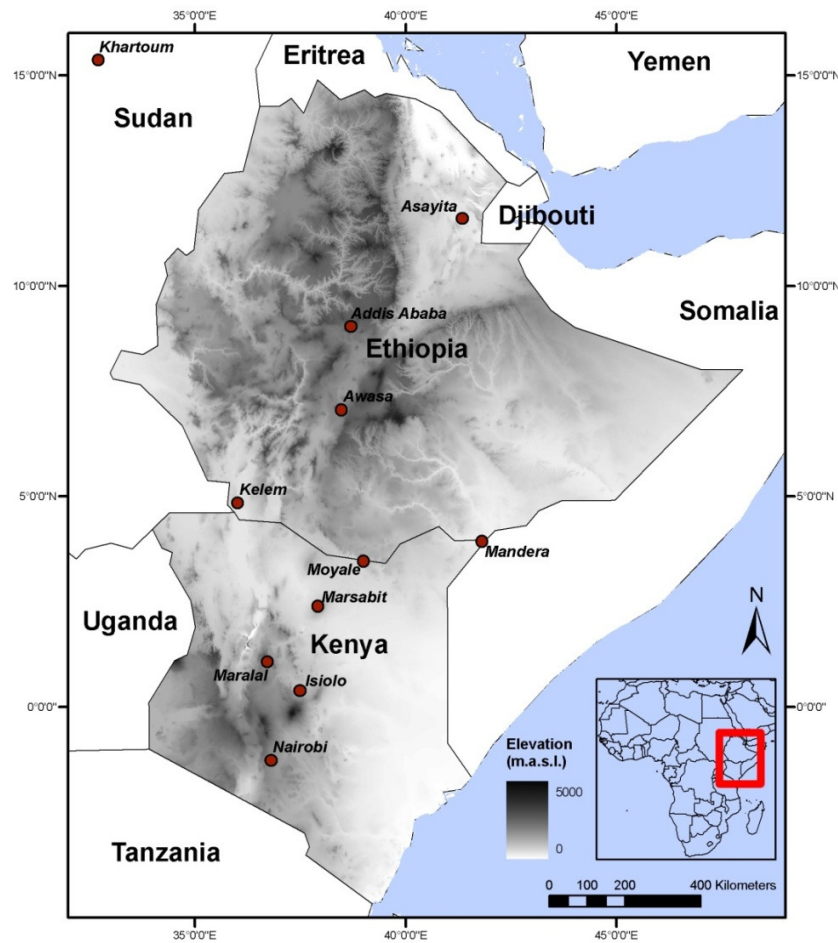 35°0'0"E 40°0'0"E 45°0'0"E
Khartoum
Eritrea
Yemen
15°0'0"N 15°0'0"N
Sudan
Asayita
Djibouti
10°0'0"N 10°0'0"N
Somalia
Addis Ababa
Ethiopia
Awasa
5°0'0"N 5°0'0"N
Kelem
Mandera
Moyale
Marsabit
N
Uganda
Kenya
Maralal
Isiolo
0°0'0" 0°0'0"
Elevation
(m.a.s.l.)
Nairobi
5000
0
Tanzania
0 100 200 400 Kilometers
35°0'0"E 40°0'0"E 45°0'0"E